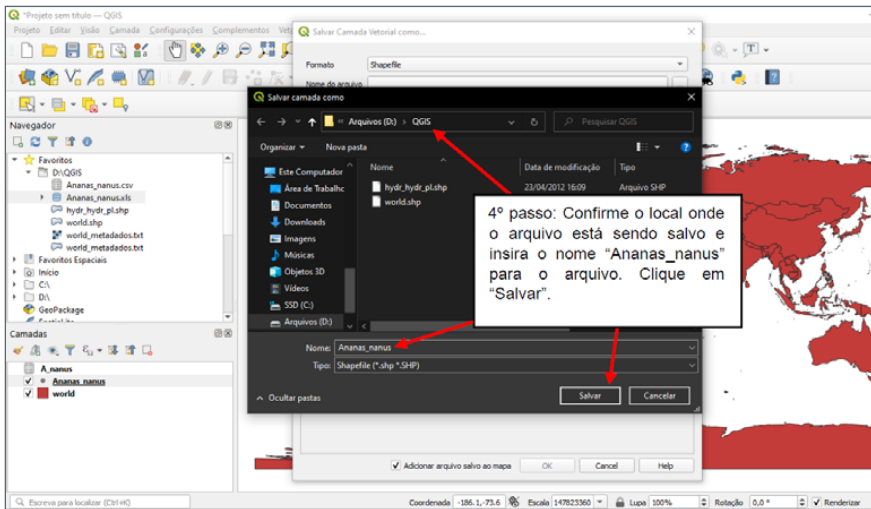 *Projeto sem título — QGIS
Projeto Editar Visão Camada Configurações Complementos
Salvar Camada Vetorial como...
Formato Shapefile
Nome do arquivo
Salvar camada como
Arquivos (D:) › QGIS
Pesquisar QGIS
Organizar Nova pasta
Navegador
Favoritos
D:\QGIS
Ananas_nanus.csv
Ananas_nanus.xls
hydr_hydr_pl.shp
world.shp
world_metadados.txt
world_metadados.txt
Favoritos Espaciais
Início
C:\
D:\
GeoPackage
Este Computador
Área de Trabalhc
Documentos
Downloads
Imagens
Músicas
Objetos 3D
Vídeos
SSD (C:)
Arquivos (D:)
Nome Data de modificação Tipo
hydr_hydr_pl.shp 23/04/2012 16:09 Arquivo SHP
world.shp
4º passo: Confirme o local onde
o arquivo está sendo salvo e
insira o nome “Ananas_nanus”
para o arquivo. Clique em
“Salvar”.
Nome: Ananas_nanus
Tipo: Shapefile (*.shp *.SHP)
Ocultar pastas
Salvar Cancelar
Camadas
A_nanus
Ananas_nanus
world
Adicionar arquivo salvo ao mapa OK Cancel Help
Escreva para localizar (Ctrl+K)
Coordenada -186.1,-73.6 Escala 147823360 Lupa 100% Rotação 0,0 ° Renderizar